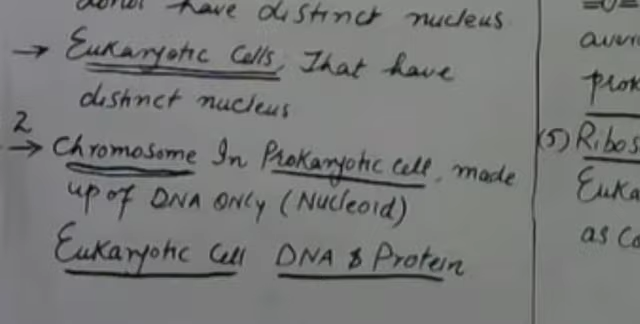 have distinct nucleus
→ Eukaryotic Cells, That have
distinct nucleus
2
→ Chromosome In Prokaryotic cell, made
up of DNA ONLY (Nucleoid)
Eukaryotic Cell DNA & Protein
(5) Ribos
Euka
as Co